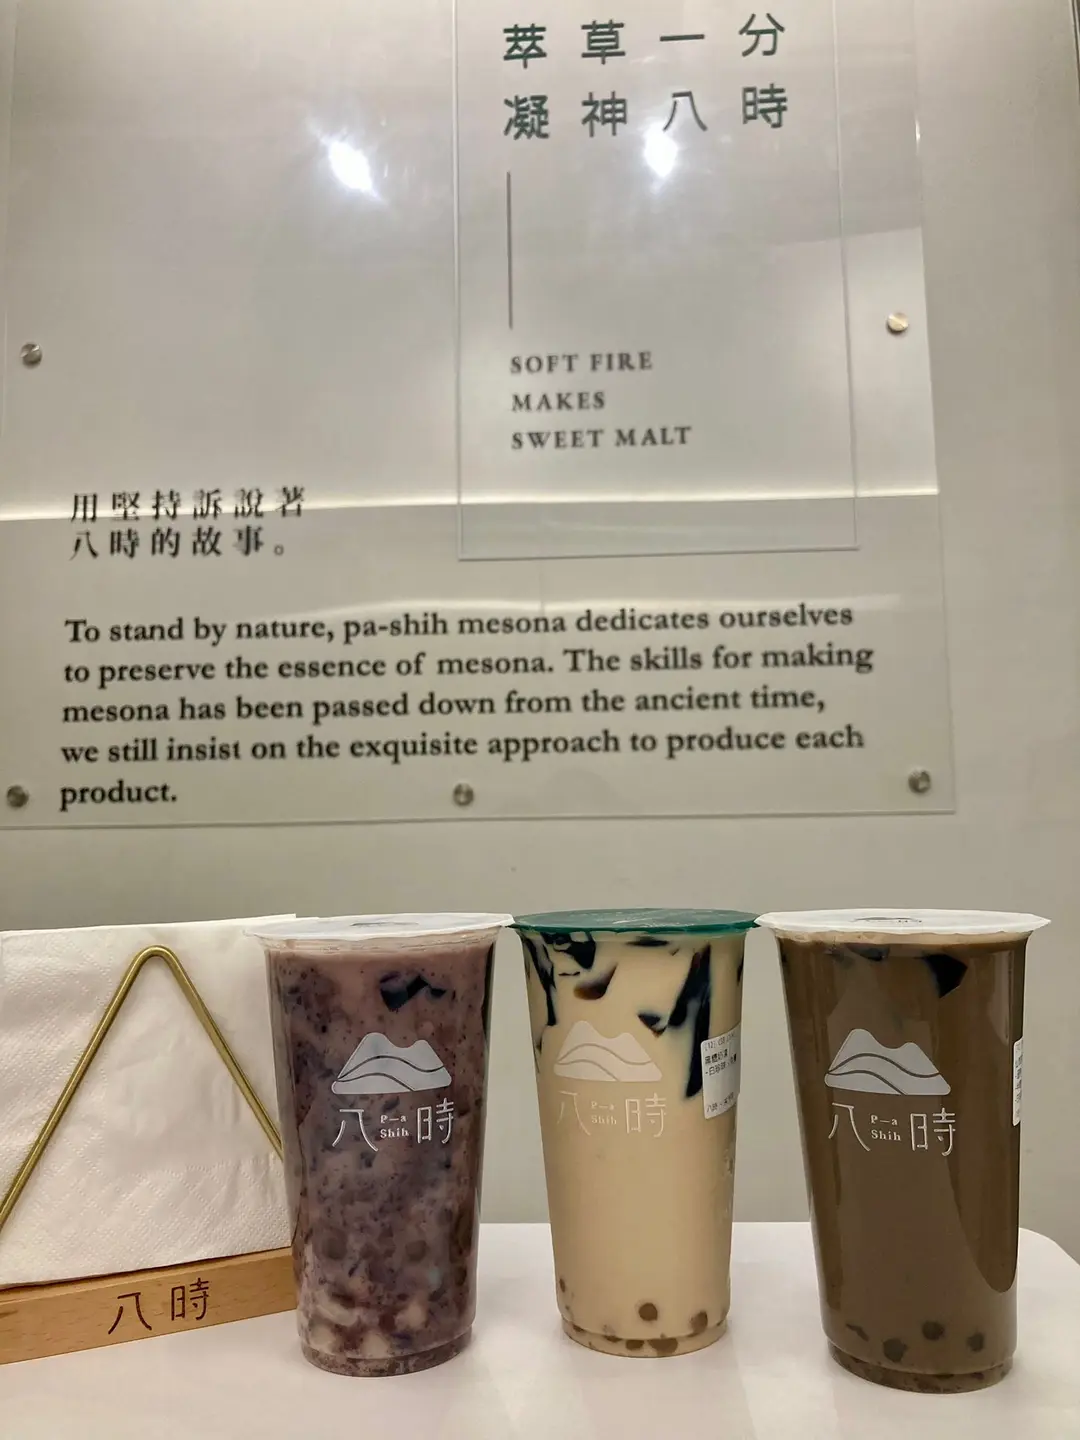 萃草一分
凝神八時
SOFT FIRE
MAKES
SWEET MALT
用堅持訴說著
八時的故事。
To stand by nature, pa-shih mesona dedicates ourselves
to preserve the essence of mesona. The skills for making
mesona has been passed down from the ancient time,
we still insist on the exquisite approach to produce each
product.
八時
P—a
Shih
八時
P—a
Shih
八時
P—a
Shih
八時